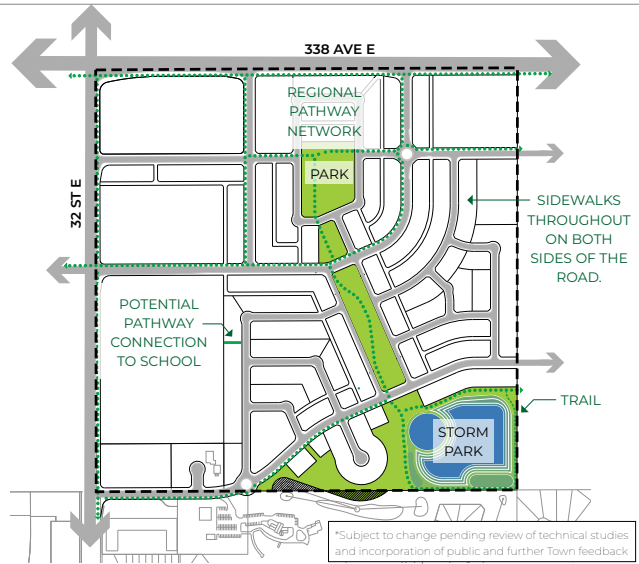 338 AVE E
REGIONAL
PATHWAY
NETWORK
PARK
32 ST E
SIDEWALKS
THROUGHOUT
ON BOTH
SIDES OF THE
ROAD.
POTENTIAL
PATHWAY
CONNECTION
TO SCHOOL
TRAIL
STORM
PARK
*Subject to change pending review of technical studies
and incorporation of public and further Town feedback